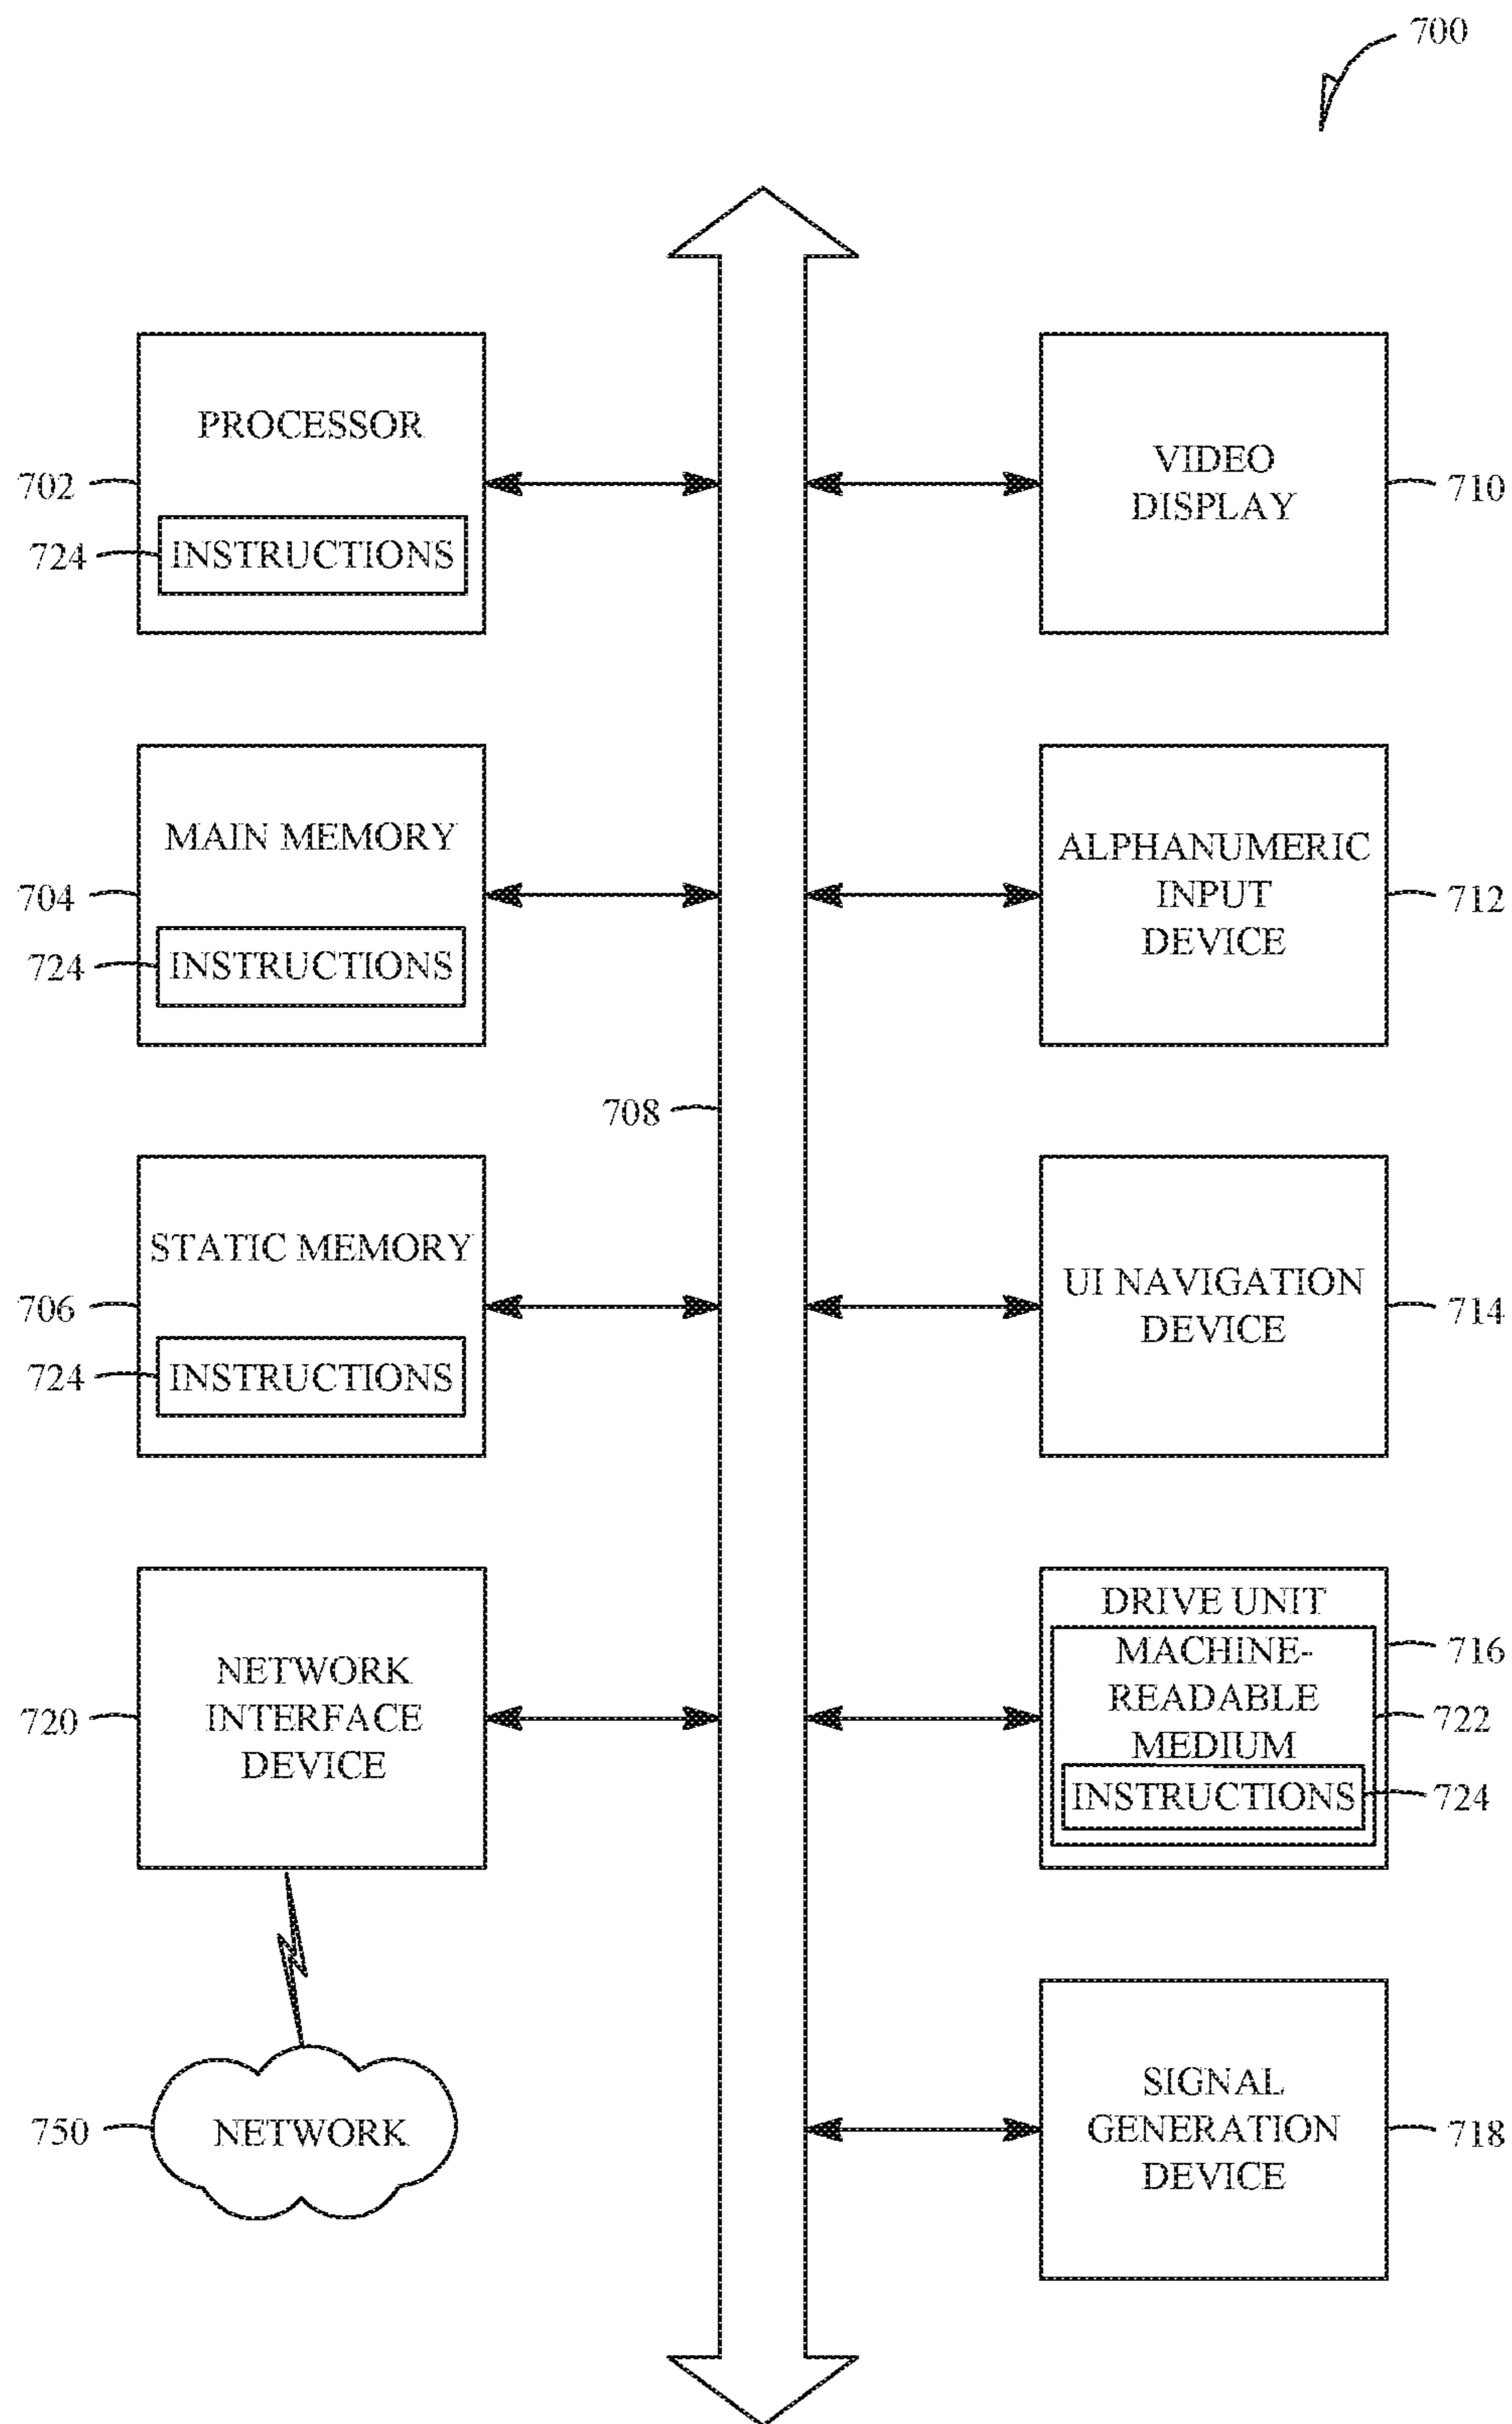 700
PROCESSOR
702
724
INSTRUCTIONS
VIDEO
DISPLAY
710
MAIN MEMORY
704
724
INSTRUCTIONS
ALPHANUMERIC
INPUT
DEVICE
712
708
STATIC MEMORY
706
724
INSTRUCTIONS
UI NAVIGATION
DEVICE
714
NETWORK
INTERFACE
DEVICE
720
DRIVE UNIT
716
MACHINE-
READABLE
MEDIUM
722
INSTRUCTIONS
724
750
NETWORK
SIGNAL
GENERATION
DEVICE
718